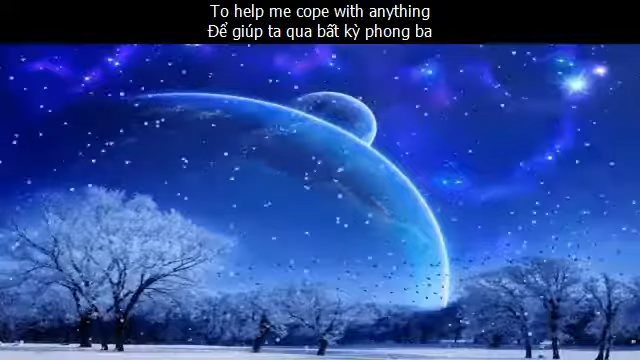 To help me cope with anything
Để giúp ta qua bất kỳ phong ba